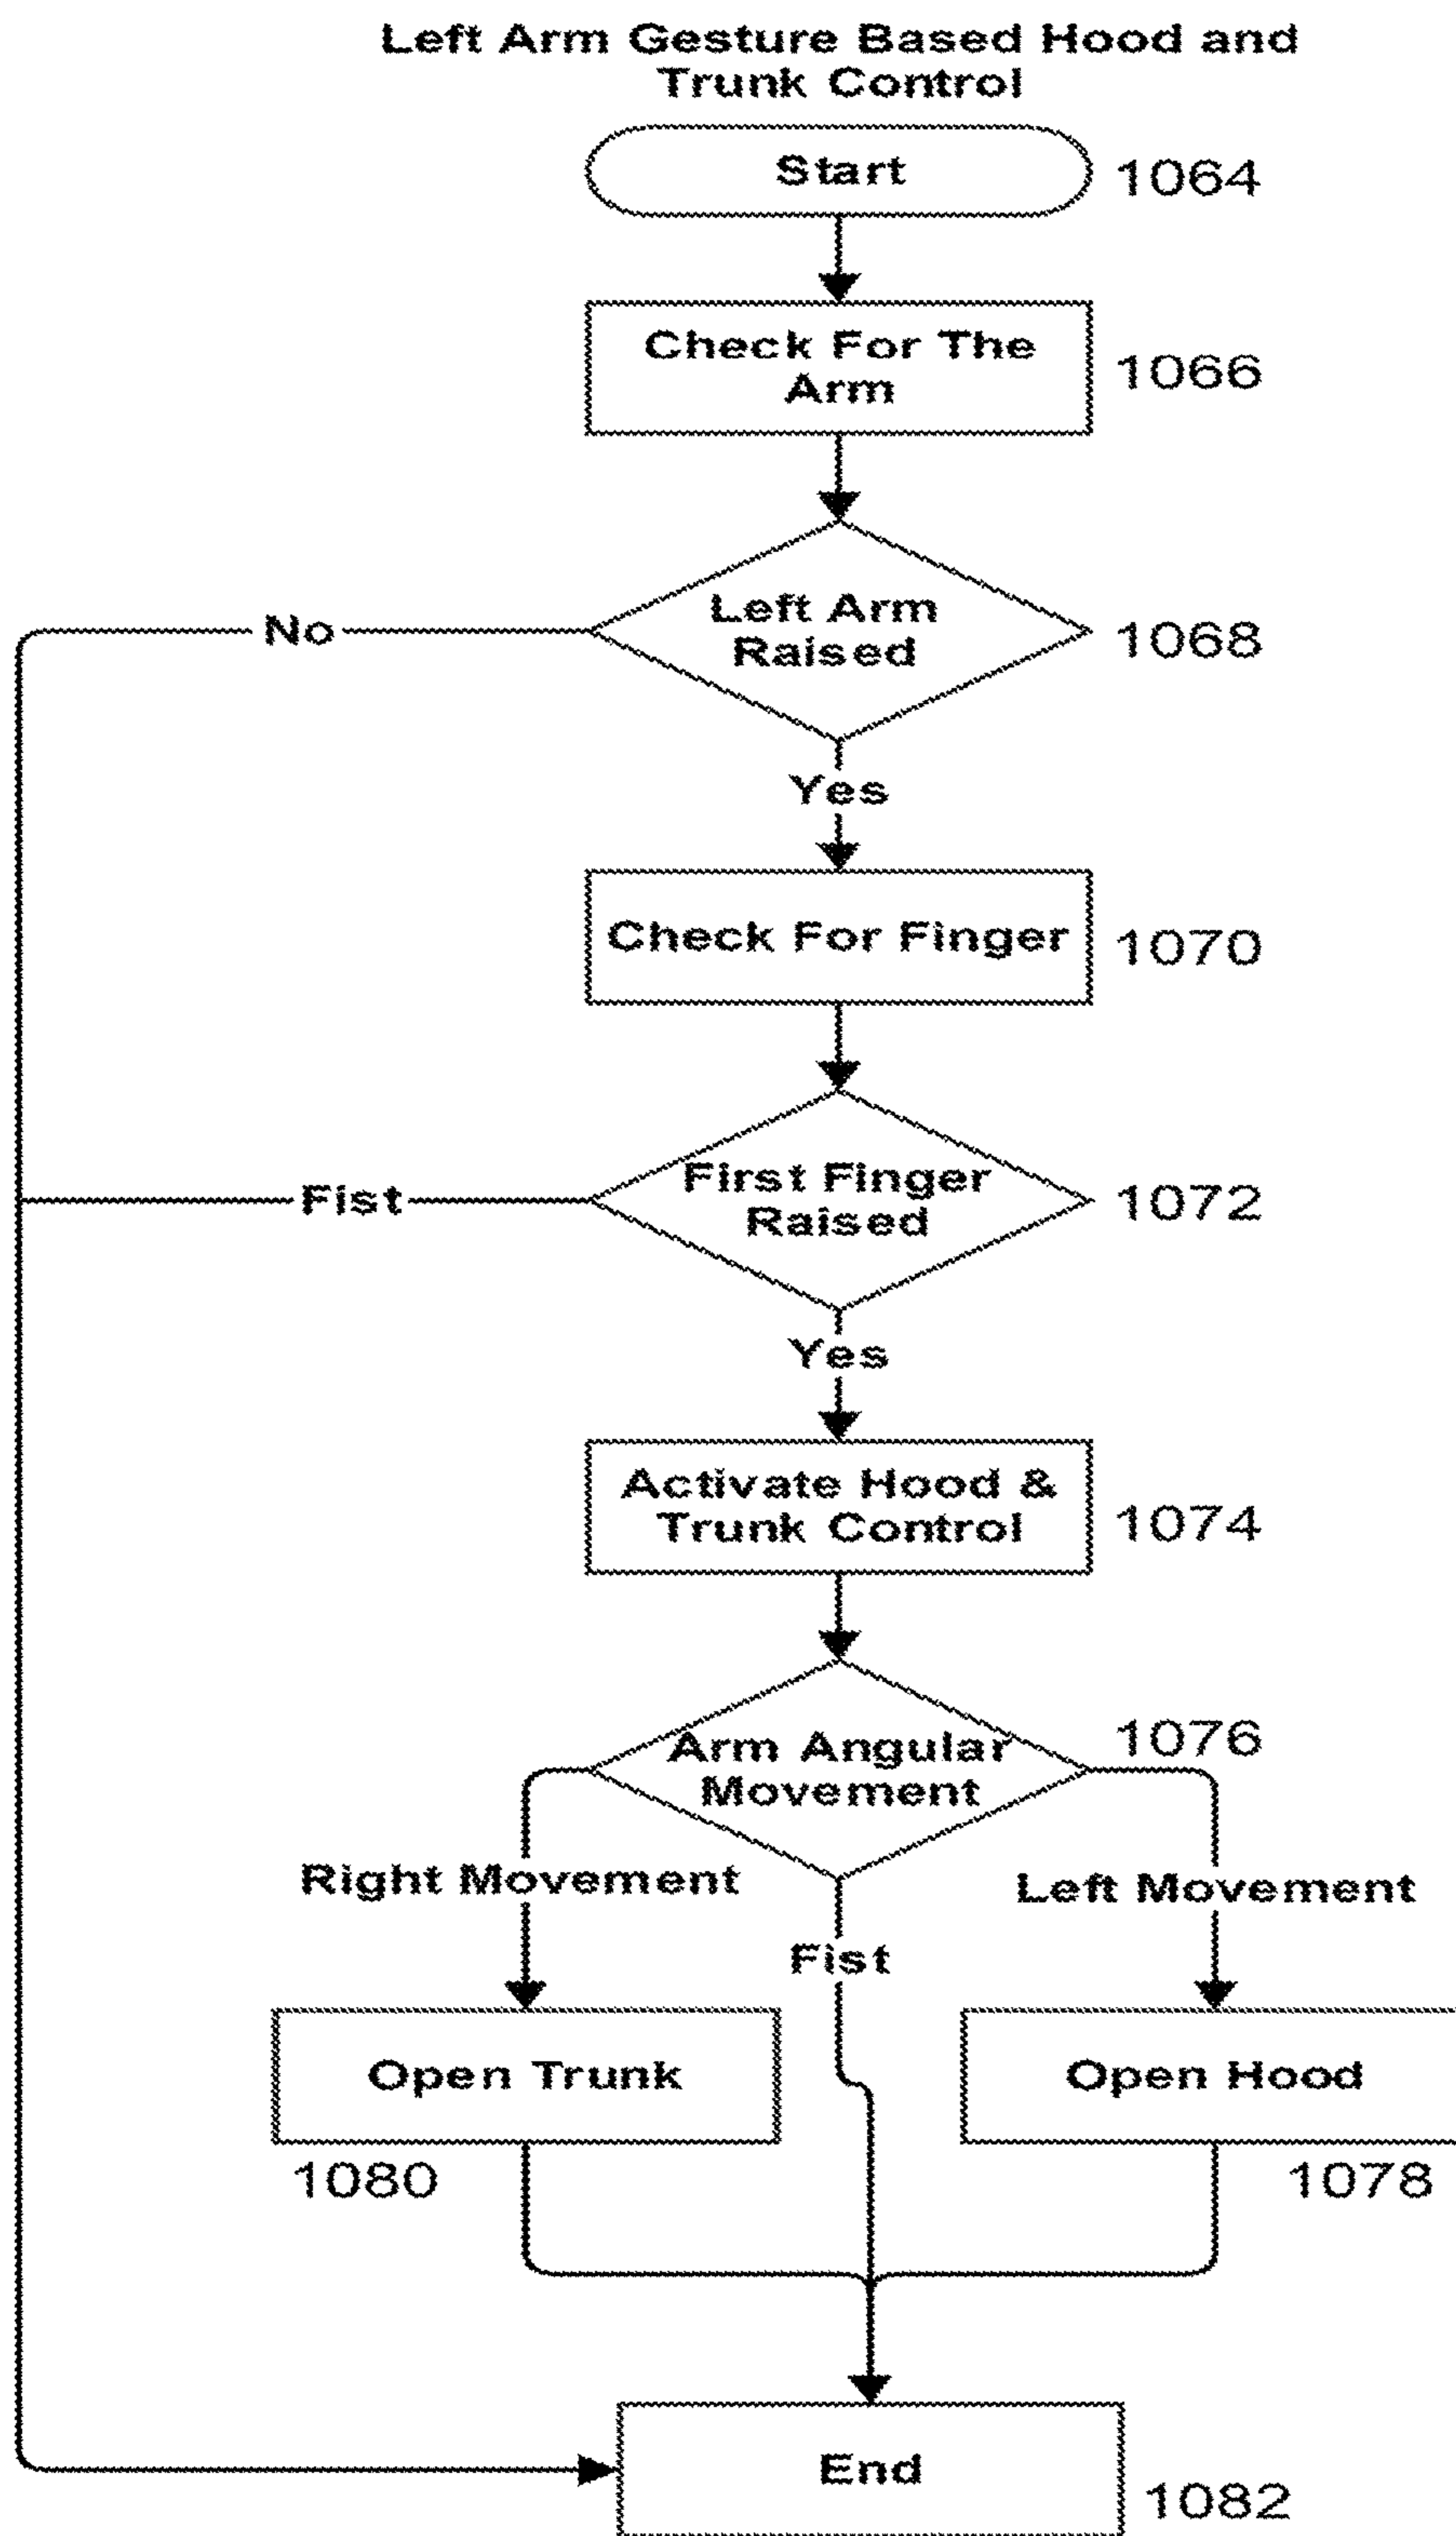 Left Arm Gesture Based Hood and
Trunk Control
Start
1064
Check For The
Arm
1066
Left Arm
Raised
1068
No
Yes
Check For Finger
1070
First Finger
Raised
1072
Fist
Yes
Activate Hood &
Trunk Control
1074
Arm Angular
Movement
1076
Right Movement
Left Movement
Fist
Open Trunk
Open Hood
1080
1078
End
1082